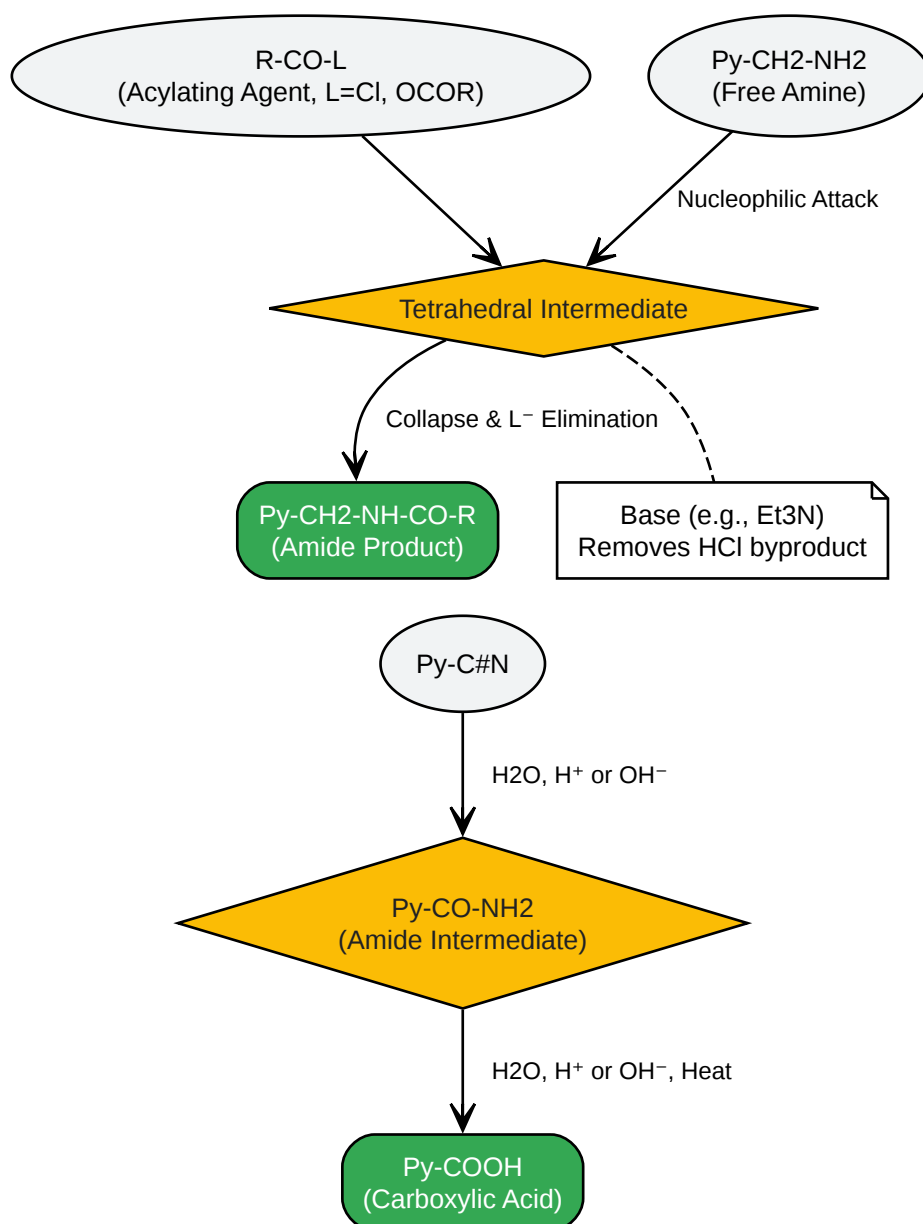 R-CO-L
(Acylating Agent, L=Cl, OCOR)
Py-CH2-NH2
(Free Amine)
Nucleophilic Attack
Tetrahedral Intermediate
Collapse & L⁻ Elimination
Py-CH2-NH-CO-R
(Amide Product)
Base (e.g., Et3N)
Removes HCl byproduct
Py-C#N
H2O, H⁺ or OH⁻
Py-CO-NH2
(Amide Intermediate)
H2O, H⁺ or OH⁻, Heat
Py-COOH
(Carboxylic Acid)